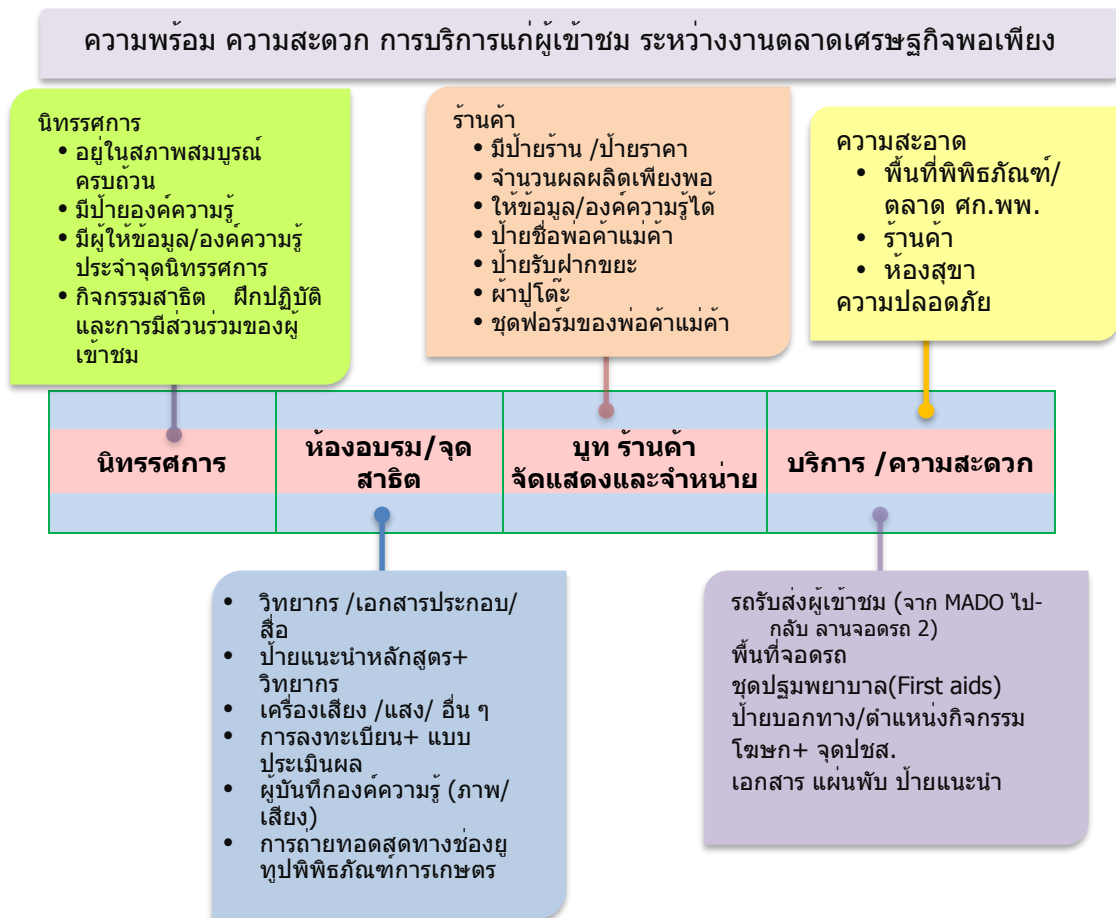 ความพร้อม ความสะดวก การบริการแก่ผู้เข้าชม ระหว่างงานตลาดเศรษฐกิจพอเพียง
นิทรรศการ
• อยู่ในสภาพสมบูรณ์
ครบถ้วน
• มีป้ายองค์ความรู้
• มีผู้ให้ข้อมูล/องค์ความรู้
ประจำจุดนิทรรศการ
• กิจกรรมสาธิต ฝึกปฏิบัติ
และการมีส่วนร่วมของผู้
เข้าชม
ร้านค้า
• มีป้ายร้าน /ป้ายราคา
• จำนวนผลผลิตเพียงพอ
• ให้ข้อมูล/องค์ความรู้ได้
• ป้ายชื่อพ่อค้าแม่ค้า
• ป้ายรับฝากขยะ
• ผ้าปูโต๊ะ
• ชุดฟอร์มของพ่อค้าแม่ค้า
ความสะอาด
• พื้นที่พิพิธภัณฑ์/
ตลาด ศก.พพ.
• ร้านค้า
• ห้องสุขา
ความปลอดภัย
นิทรรศการ
ห้องอบรม/จุด
สาธิต
บูท ร้านค้า
จัดแสดงและจำหน่าย
บริการ /ความสะดวก
• วิทยากร /เอกสารประกอบ/
สื่อ
• ป้ายแนะนำหลักสูตร+
วิทยากร
• เครื่องเสียง /แสง/ อื่น ๆ
• การลงทะเบียน+ แบบ
ประเมินผล
• ผู้บันทึกองค์ความรู้ (ภาพ/
เสียง)
• การถ่ายทอดสดทางช่องยู
ทูปพิพิธภัณฑ์การเกษตร
รถรับส่งผู้เข้าชม (จาก MADO ไป-
กลับ ลานจอดรถ 2)
พื้นที่จอดรถ
ชุดปฐมพยาบาล(First aids)
ป้ายบอกทาง/ตำแหน่งกิจกรรม
โฆษก+ จุดปชส.
เอกสาร แผ่นพับ ป้ายแนะนำ